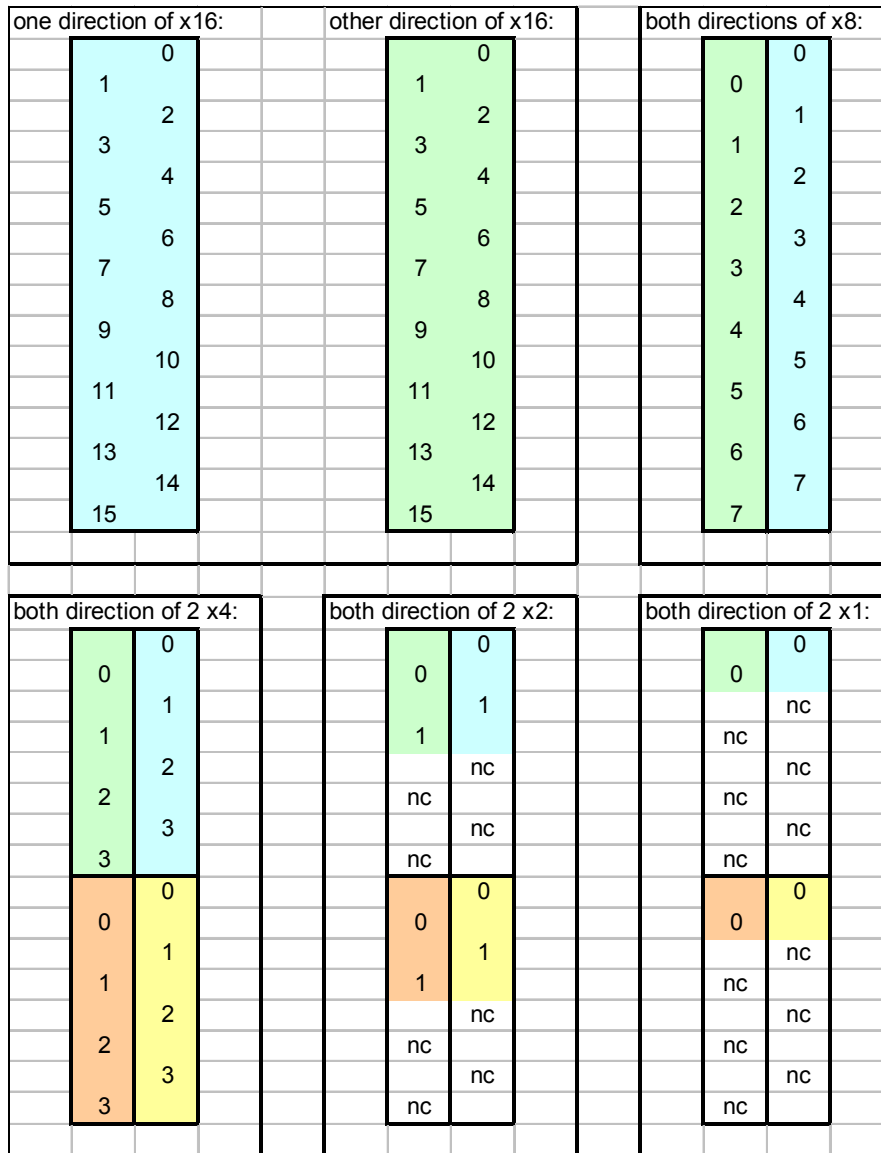 one direction of x16: other direction of x16: both directions of x8:
0 0 0
1 1 0
2 2 1
3 3 1
4 4 2
5 5 2
6 6 3
7 7 3
8 8 4
9 9 4
10 10 5
11 11 5
12 12 6
13 13 6
14 14 7
15 15 7
both direction of 2 x4: both direction of 2 x2: both direction of 2 x1:
0 0 0
0 0 0
1 1 nc
1 1 nc
2 nc nc
2 nc nc
3 nc nc
3 nc nc
0 0 0
0 0 0
1 1 nc
1 1 nc
2 nc nc
2 nc nc
3 nc nc
3 nc nc